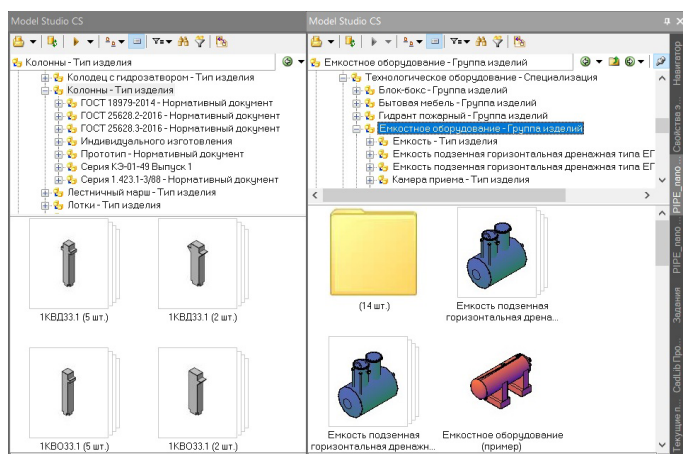 Model Studio CS
Колонны - Тип изделия
Колодец с гидрозатвором - Тип изделия
Колонны - Тип изделия
ГОСТ 18979-2014 - Нормативный документ
ГОСТ 25628.2-2016 - Нормативный документ
ГОСТ 25628.3-2016 - Нормативный документ
Индивидуального изготовления
Прототип - Нормативный документ
Серия КЭ-01-49 Выпуск 1
Серия 1.423.1-3/88 - Нормативный документ
Лестничный марш - Тип изделия
Лотки - Тип изделия
1КВД33.1 (5 шт.)
1КВД33.1 (2 шт.)
1КВО33.1 (5 шт.)
1КВО33.1 (2 шт.)
Model Studio CS
Емкостное оборудование - Группа изделий
Технологическое оборудование - Специализация
Блок-бокс - Группа изделий
Бытовая мебель - Группа изделий
Гидрант пожарный - Группа изделий
Емкостное оборудование - Группа изделий
Емкость - Тип изделия
Емкость подземная горизонтальная дренажная типа ЕГ
Емкость подземная горизонтальная дренажная типа ЕГ
Камера приема - Тип изделия
(14 шт.)
Емкость подземная
горизонтальная дрена...
Емкость подземная
горизонтальная дренажн...
Емкостное оборудование
(пример)
Навигатор
Свойства э...
PIPE_nano ...
PIPE_nano ...
Задания
CadLib Про...
Текущие п...